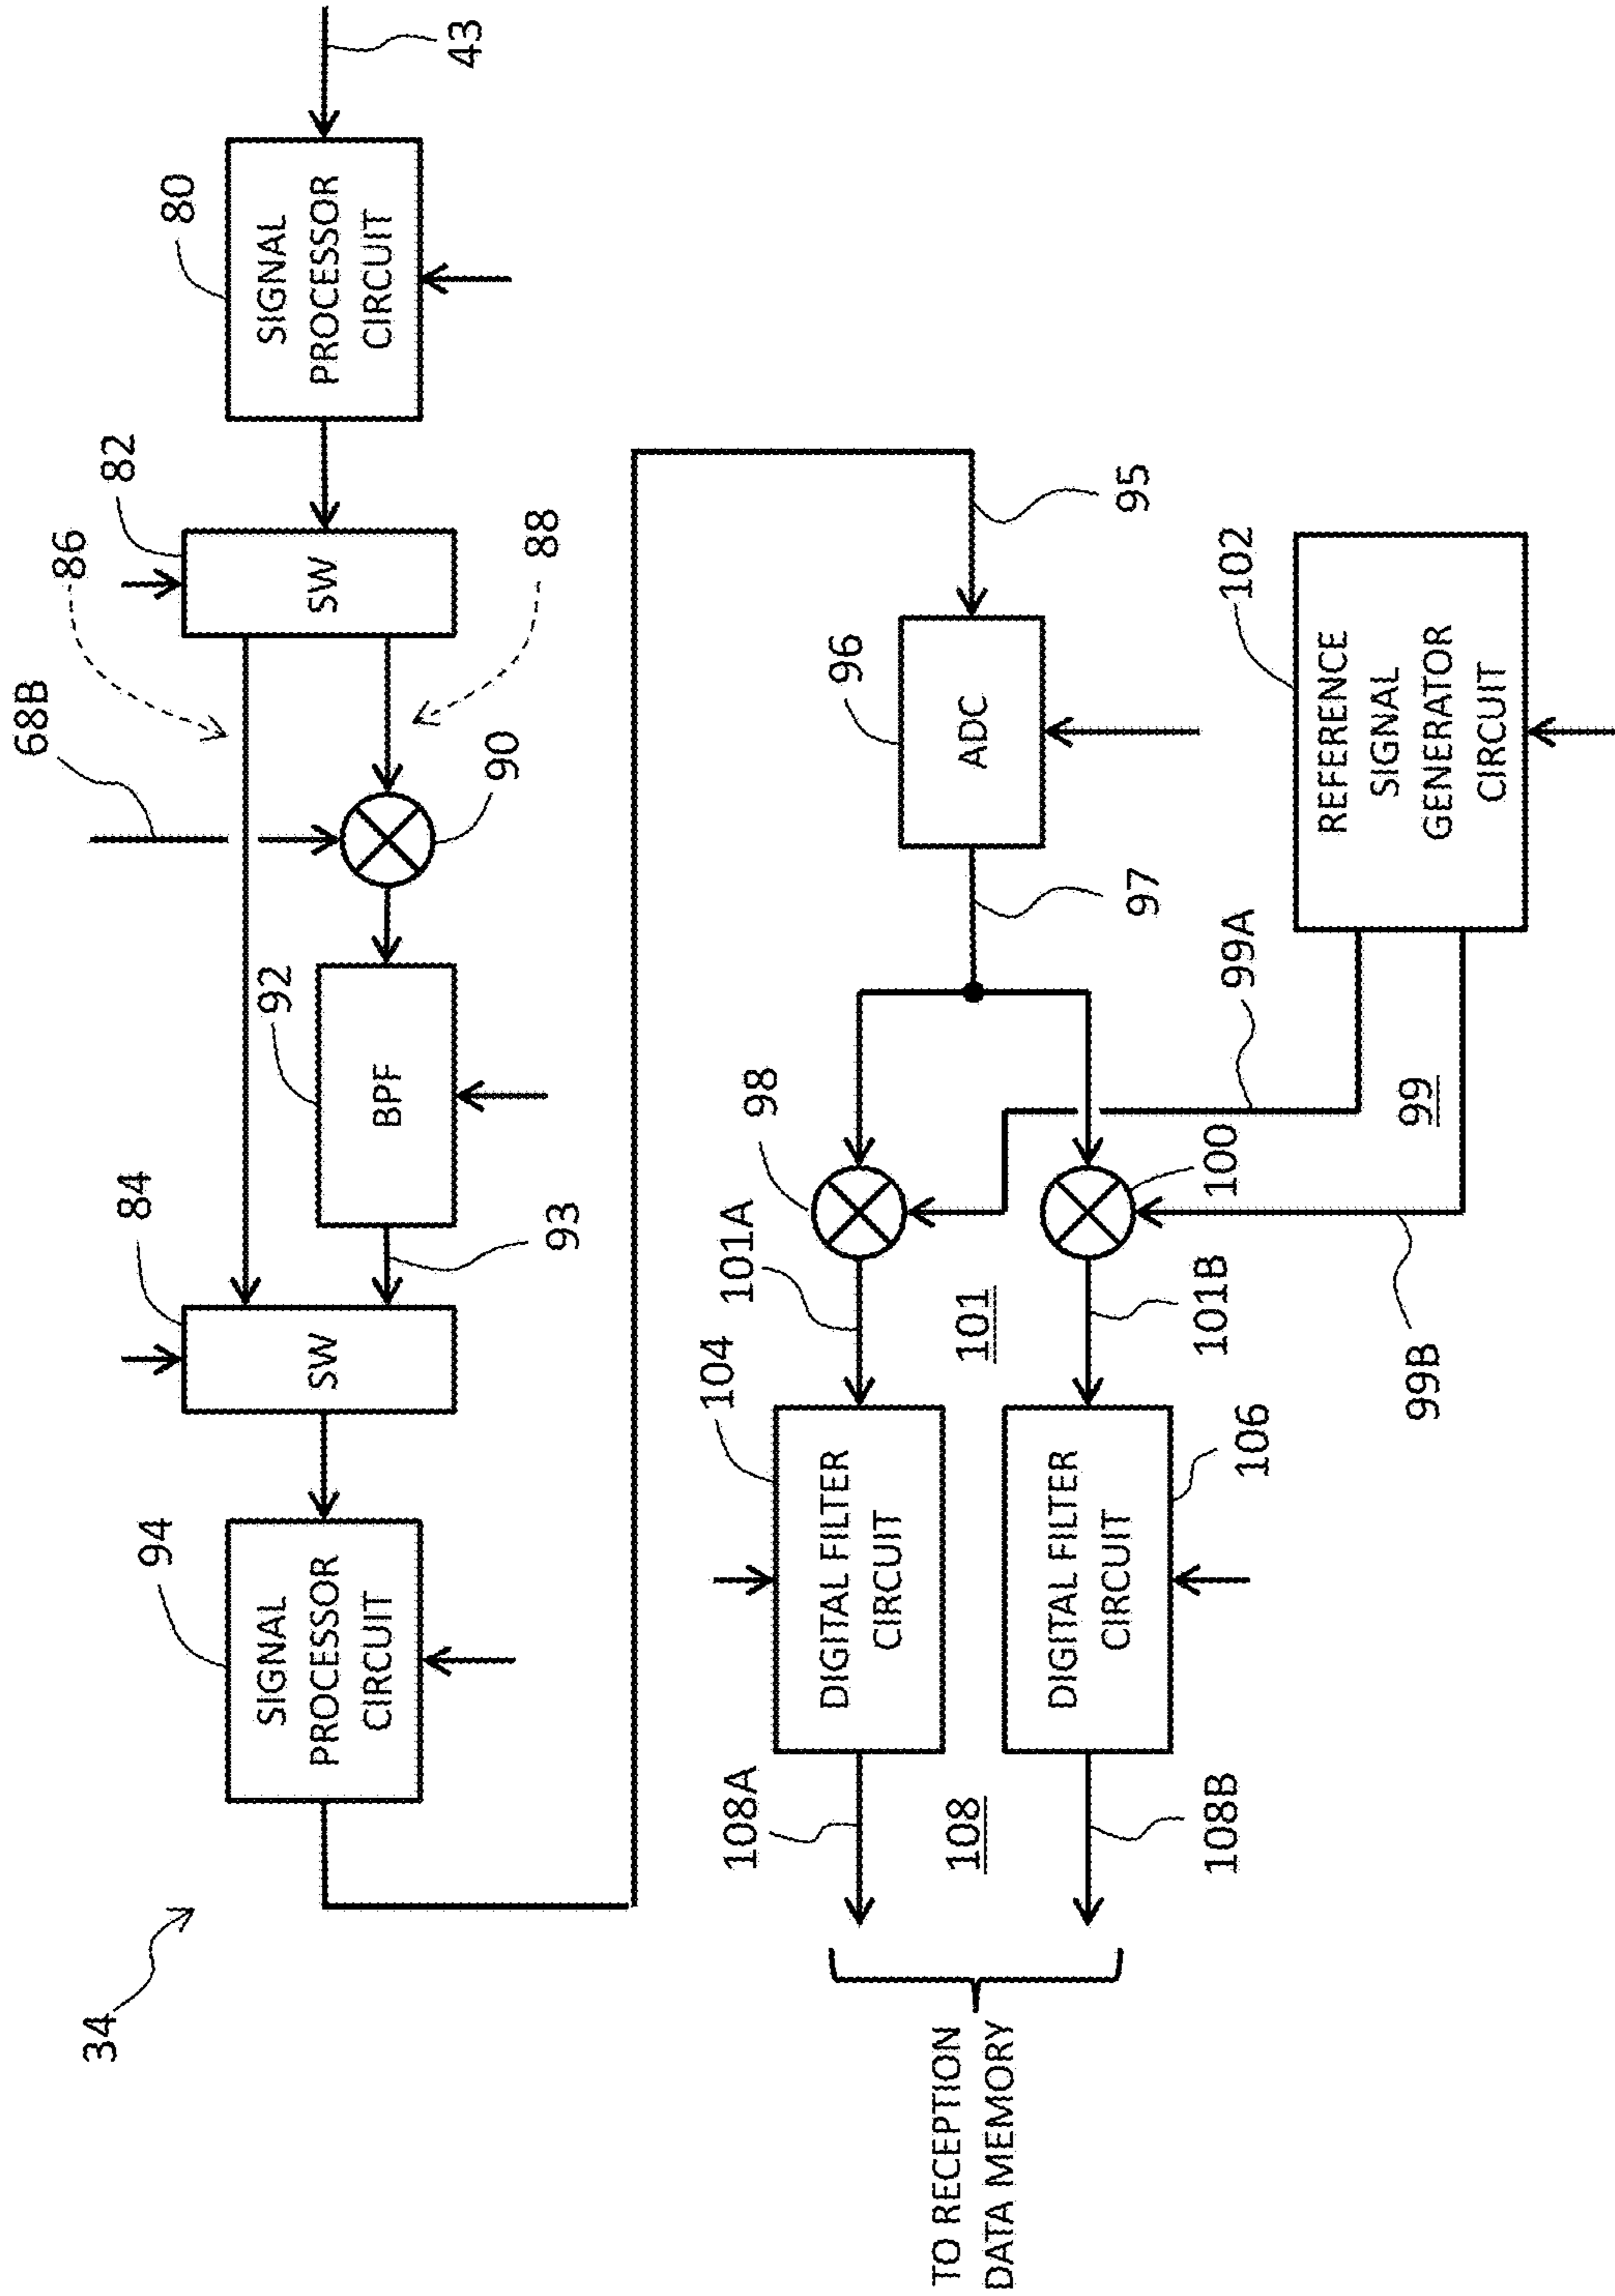 34
94
SIGNAL
PROCESSOR
CIRCUIT
84
SW
92
BPF
93
68B
90
86
88
82
SW
80
SIGNAL
PROCESSOR
CIRCUIT
43
95
96
ADC
97
98
100
99A
99
99B
102
REFERENCE
SIGNAL
GENERATOR
CIRCUIT
101A
101
101B
104
DIGITAL FILTER
CIRCUIT
106
DIGITAL FILTER
CIRCUIT
108A
108
108B
TO RECEPTION
DATA MEMORY